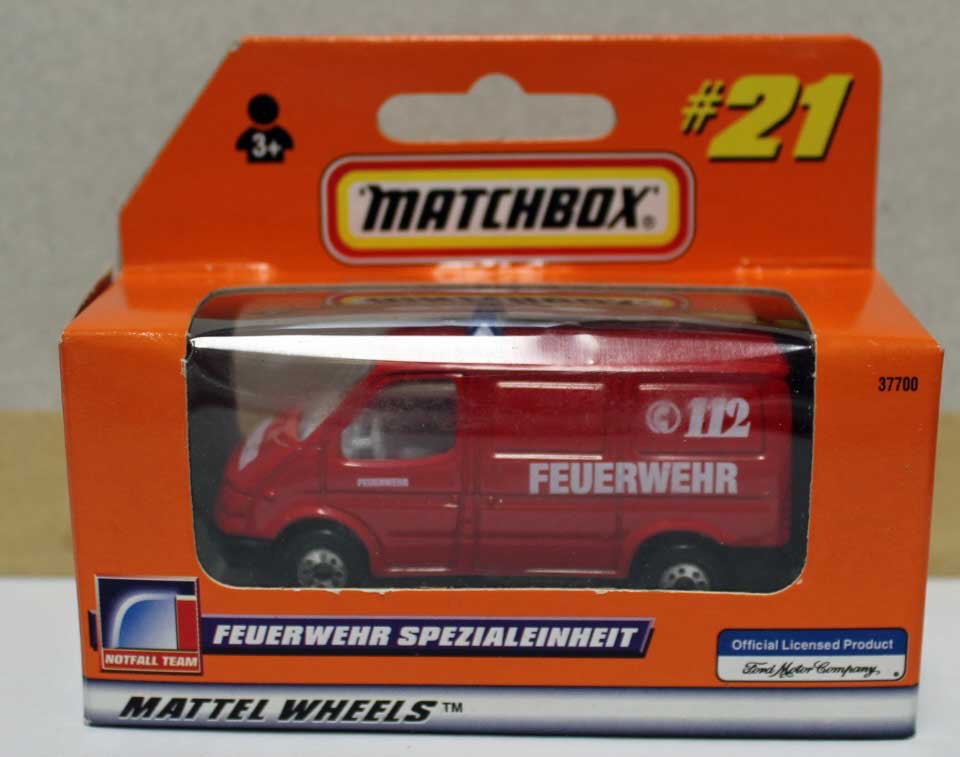 #21
3+
"MATCHBOX"®
37700
© 112
FEUERWEHR
FEUERWEHR
NOTFALL TEAM
FEUERWEHR SPEZIALEINHEIT
Official Licensed Product
Ford Motor Company
MATTEL WHEELS™